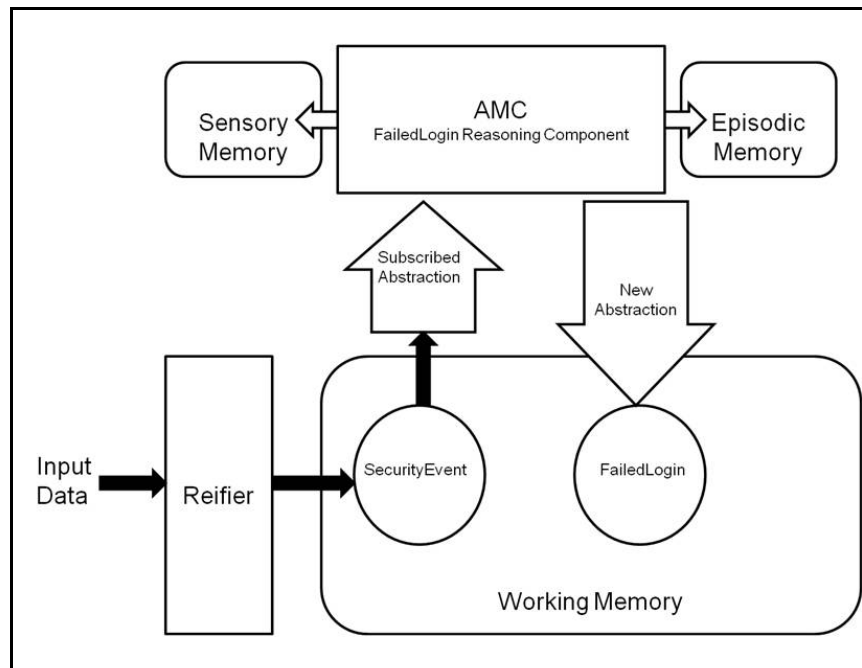 Sensory
Memory
AMC
FailedLogin Reasoning Component
Episodic
Memory
Subscribed
Abstraction
New
Abstraction
Input
Data
Reifier
SecurityEvent
FailedLogin
Working Memory